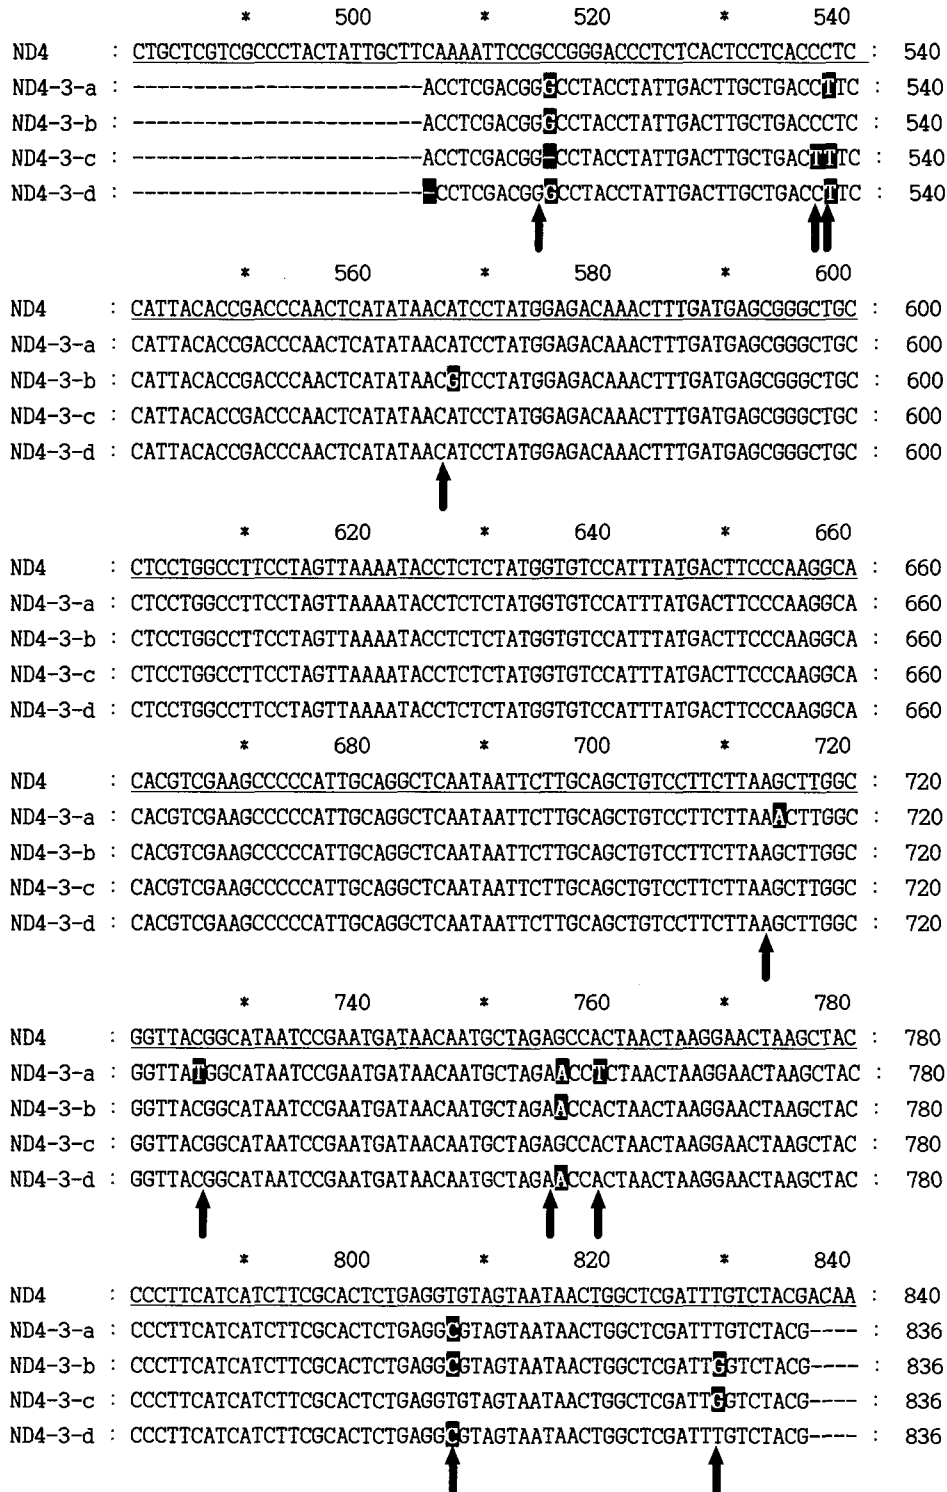 * 500 * 520 * 540
ND4 : CTGCTCGTCGCCCTACTATTGCTTCAAAATTCCGCCGGGACCCTCTCACTCCTCACCCTC : 540
ND4-3-a : ------------------------ACCTCGACGGGCCTACCTATTGACTTGCTGACCTTC : 540
ND4-3-b : ------------------------ACCTCGACGGGCCTACCTATTGACTTGCTGACCCTC : 540
ND4-3-c : ------------------------ACCTCGACGG-CCTACCTATTGACTTGCTGACTTTC : 540
ND4-3-d : -------------------------CCTCGACGGGCCTACCTATTGACTTGCTGACCTTC : 540
* 560 * 580 * 600
ND4 : CATTACACCGACCCAACTCATATAACATCCTATGGAGACAAACTTTGATGAGCGGGCTGC : 600
ND4-3-a : CATTACACCGACCCAACTCATATAACATCCTATGGAGACAAACTTTGATGAGCGGGCTGC : 600
ND4-3-b : CATTACACCGACCCAACTCATATAACGTCCTATGGAGACAAACTTTGATGAGCGGGCTGC : 600
ND4-3-c : CATTACACCGACCCAACTCATATAACATCCTATGGAGACAAACTTTGATGAGCGGGCTGC : 600
ND4-3-d : CATTACACCGACCCAACTCATATAACATCCTATGGAGACAAACTTTGATGAGCGGGCTGC : 600
* 620 * 640 * 660
ND4 : CTCCTGGCCTTCCTAGTTAAAATACCTCTCTATGGTGTCCATTTATGACTTCCCAAGGCA : 660
ND4-3-a : CTCCTGGCCTTCCTAGTTAAAATACCTCTCTATGGTGTCCATTTATGACTTCCCAAGGCA : 660
ND4-3-b : CTCCTGGCCTTCCTAGTTAAAATACCTCTCTATGGTGTCCATTTATGACTTCCCAAGGCA : 660
ND4-3-c : CTCCTGGCCTTCCTAGTTAAAATACCTCTCTATGGTGTCCATTTATGACTTCCCAAGGCA : 660
ND4-3-d : CTCCTGGCCTTCCTAGTTAAAATACCTCTCTATGGTGTCCATTTATGACTTCCCAAGGCA : 660
* 680 * 700 * 720
ND4 : CACGTCGAAGCCCCCATTGCAGGCTCAATAATTCTTGCAGCTGTCCTTCTTAAGCTTGGC : 720
ND4-3-a : CACGTCGAAGCCCCCATTGCAGGCTCAATAATTCTTGCAGCTGTCCTTCTTAAACTTGGC : 720
ND4-3-b : CACGTCGAAGCCCCCATTGCAGGCTCAATAATTCTTGCAGCTGTCCTTCTTAAGCTTGGC : 720
ND4-3-c : CACGTCGAAGCCCCCATTGCAGGCTCAATAATTCTTGCAGCTGTCCTTCTTAAGCTTGGC : 720
ND4-3-d : CACGTCGAAGCCCCCATTGCAGGCTCAATAATTCTTGCAGCTGTCCTTCTTAAGCTTGGC : 720
* 740 * 760 * 780
ND4 : GGTTACGGCATAATCCGAATGATAACAATGCTAGAGCCACTAACTAAGGAACTAAGCTAC : 780
ND4-3-a : GGTTATGGCATAATCCGAATGATAACAATGCTAGAACCTCTAACTAAGGAACTAAGCTAC : 780
ND4-3-b : GGTTACGGCATAATCCGAATGATAACAATGCTAGAACCACTAACTAAGGAACTAAGCTAC : 780
ND4-3-c : GGTTACGGCATAATCCGAATGATAACAATGCTAGAGCCACTAACTAAGGAACTAAGCTAC : 780
ND4-3-d : GGTTACGGCATAATCCGAATGATAACAATGCTAGAACCACTAACTAAGGAACTAAGCTAC : 780
* 800 * 820 * 840
ND4 : CCCTTCATCATCTTCGCACTCTGAGGTGTAGTAATAACTGGCTCGATTTGTCTACGACAA : 840
ND4-3-a : CCCTTCATCATCTTCGCACTCTGAGGCGTAGTAATAACTGGCTCGATTTGTCTACG---- : 836
ND4-3-b : CCCTTCATCATCTTCGCACTCTGAGGCGTAGTAATAACTGGCTCGATTGGTCTACG---- : 836
ND4-3-c : CCCTTCATCATCTTCGCACTCTGAGGTGTAGTAATAACTGGCTCGATTGGTCTACG---- : 836
ND4-3-d : CCCTTCATCATCTTCGCACTCTGAGGCGTAGTAATAACTGGCTCGATTTGTCTACG---- : 836